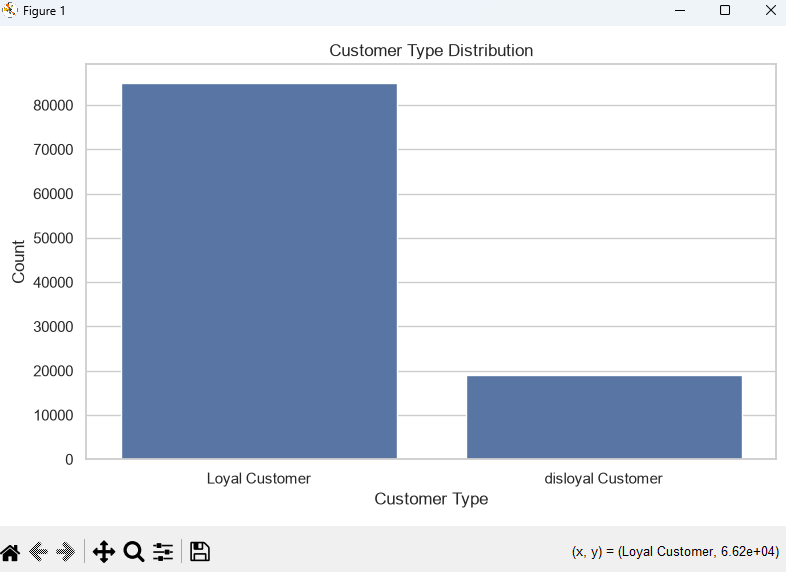 Figure 1
Customer Type Distribution
80000
70000
60000
50000
40000
30000
20000
10000
0
Count
Loyal Customer disloyal Customer
Customer Type
(x, y) = (Loyal Customer, 6.62e+04)